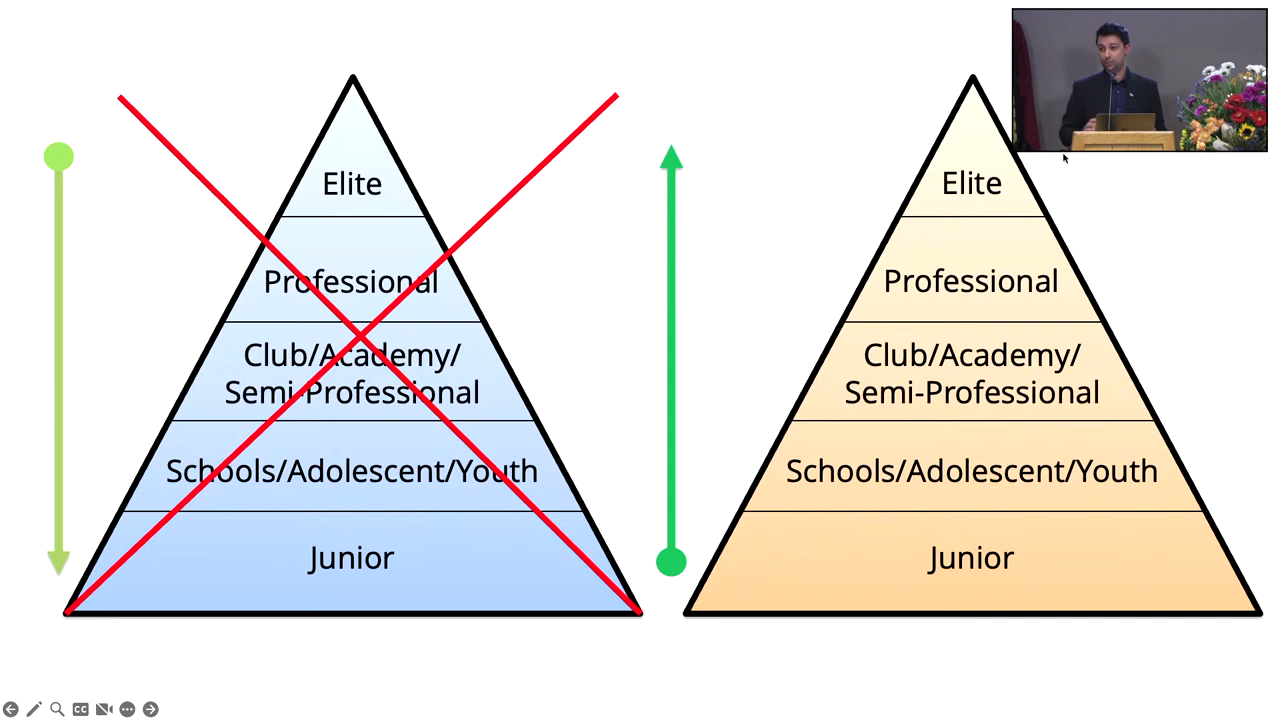 Elite
Professional
Club/Academy/
Semi-Professional
Schools/Adolescent/Youth
Junior
Elite
Professional
Club/Academy/
Semi-Professional
Schools/Adolescent/Youth
Junior
CC